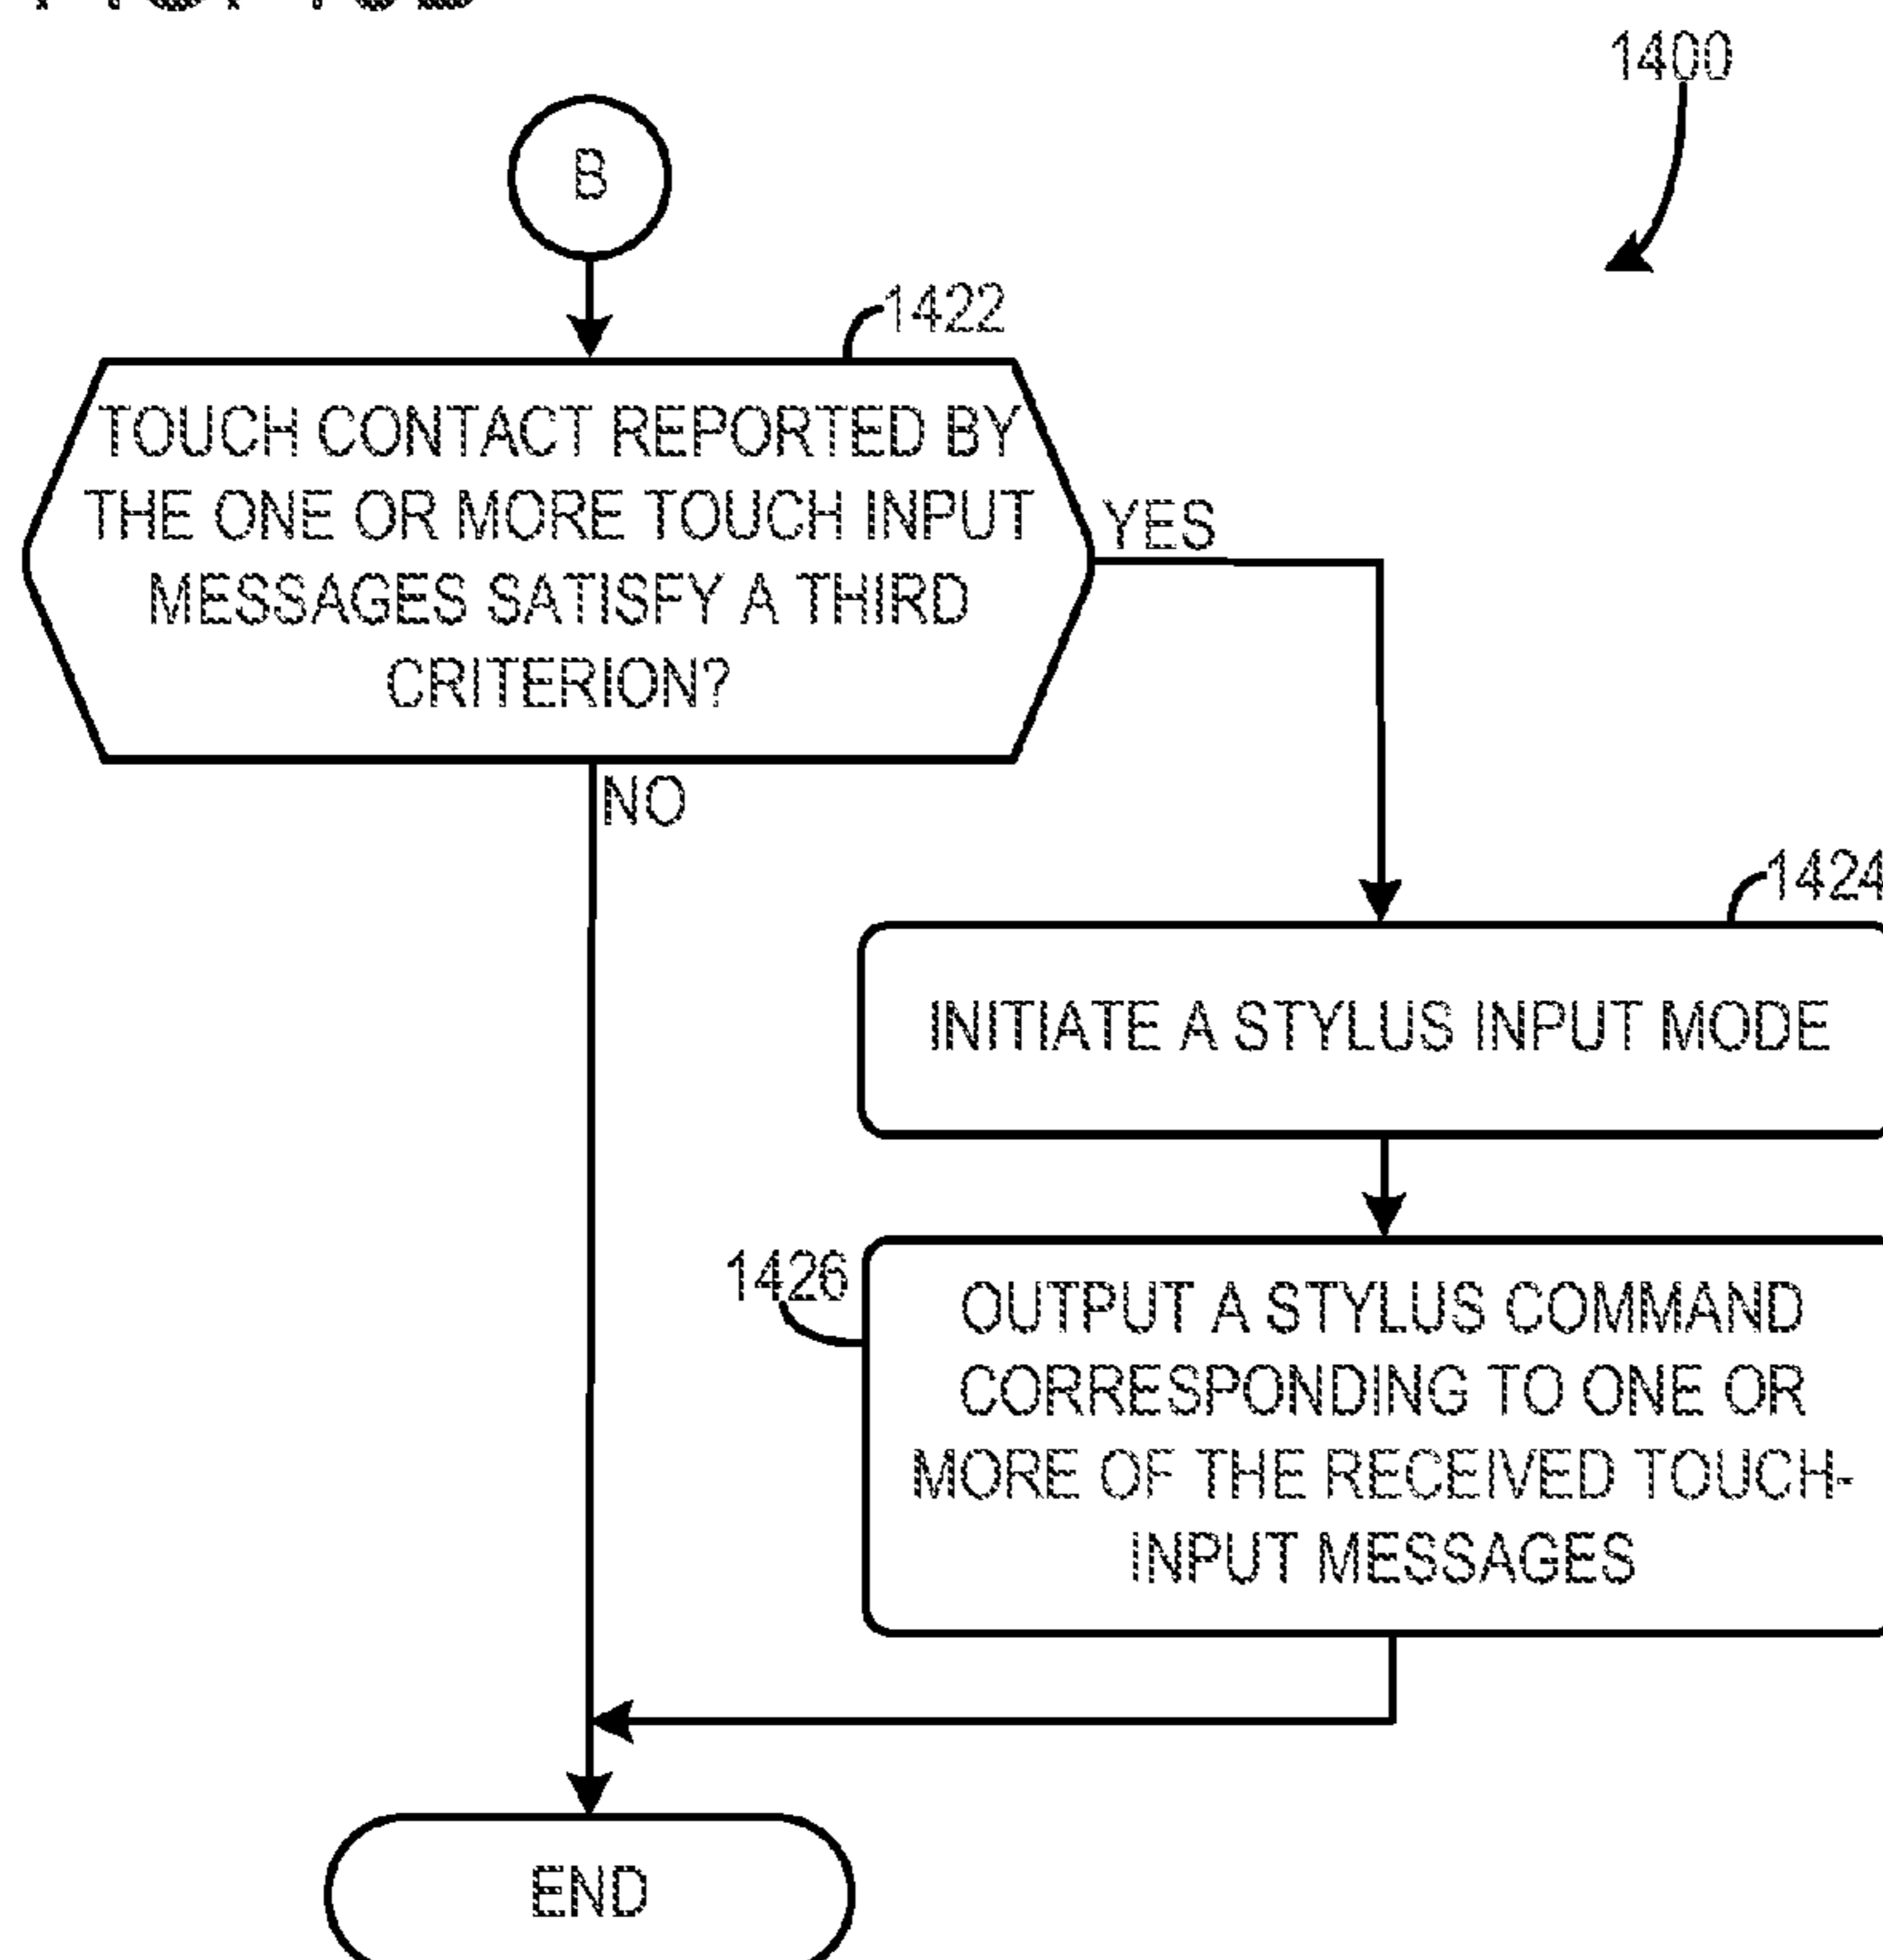 1400
B
1422
TOUCH CONTACT REPORTED BY
THE ONE OR MORE TOUCH INPUT
MESSAGES SATISFY A THIRD
CRITERION?
YES
NO
1424
INITIATE A STYLUS INPUT MODE
1426
OUTPUT A STYLUS COMMAND
CORRESPONDING TO ONE OR
MORE OF THE RECEIVED TOUCH-
INPUT MESSAGES
END